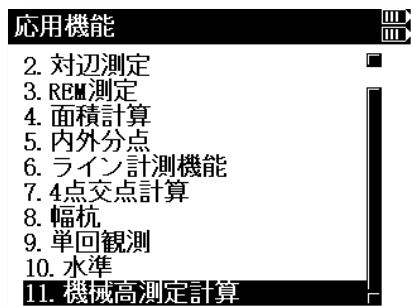 応用機能
2. 対辺測定
3. REM測定
4. 面積計算
5. 内外分点
6. ライン計測機能
7. 4点交点計算
8. 幅杭
9. 単回観測
10. 水準
11. 機械高測定計算